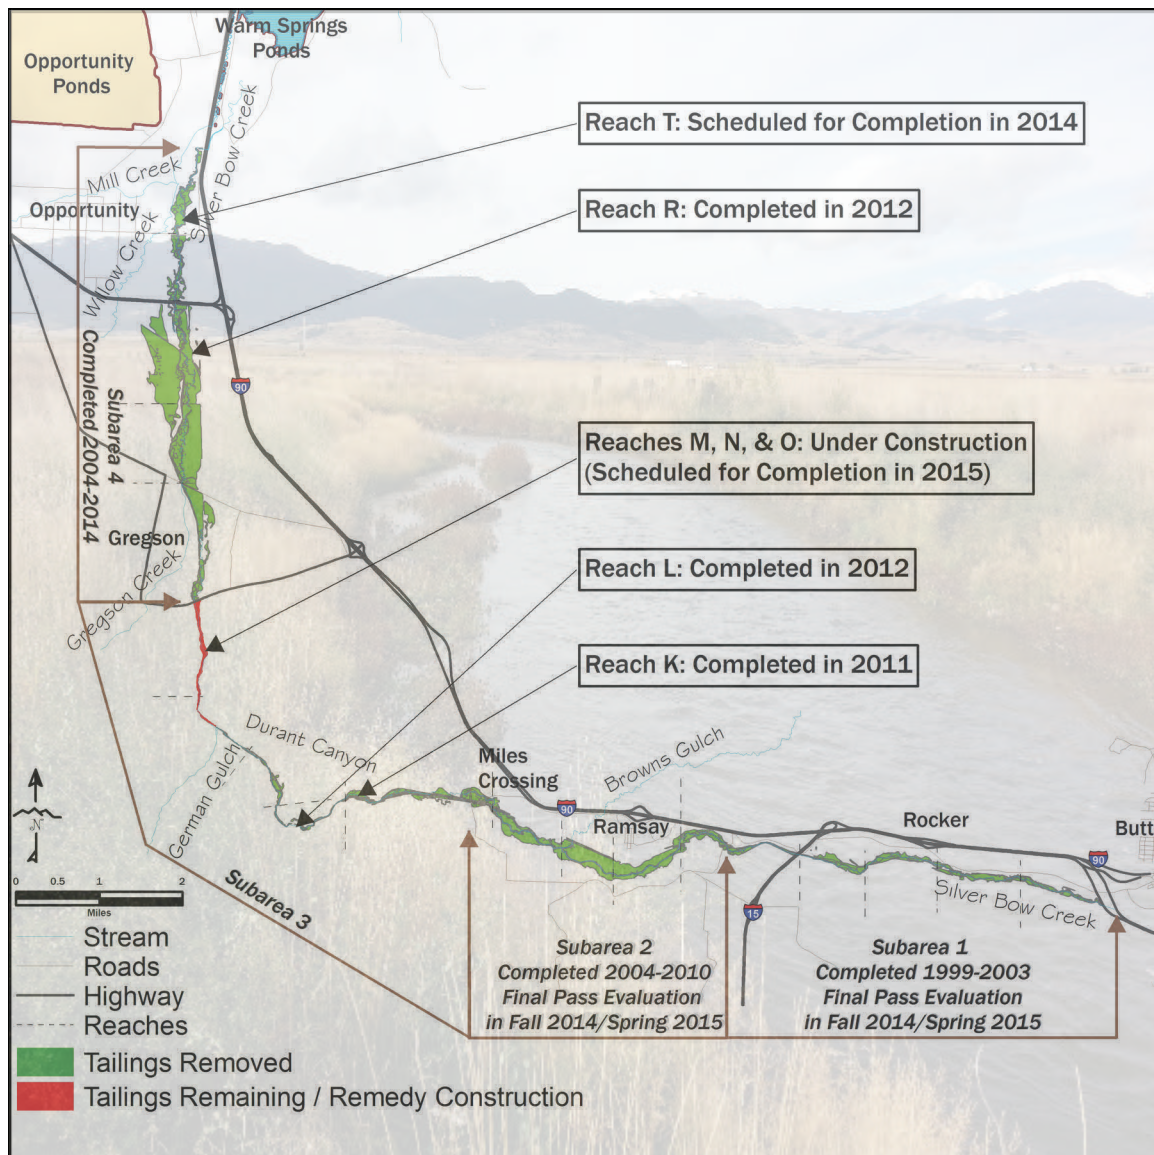 Warm Springs
Ponds
Opportunity
Ponds
Silver Bow Creek
Reach T: Scheduled for Completion in 2014
Mill Creek
Opportunity
Reach R: Completed in 2012
Willow Creek
Completed 2004-2014
Subarea 4
90
Reaches M, N, & O: Under Construction
(Scheduled for Completion in 2015)
Gregson
Gregson Creek
Reach L: Completed in 2012
Reach K: Completed in 2011
Durant Canyon
German Gulch
Miles
Crossing
Browns Gulch
90
Ramsay
Rocker
Butt
90
N
Silver Bow Creek
15
0 0.5 1 2
Miles
Subarea 3
Stream
Roads
Highway
Reaches
Tailings Removed
Tailings Remaining / Remedy Construction
Subarea 2
Completed 2004-2010
Final Pass Evaluation
in Fall 2014/Spring 2015
Subarea 1
Completed 1999-2003
Final Pass Evaluation
in Fall 2014/Spring 2015